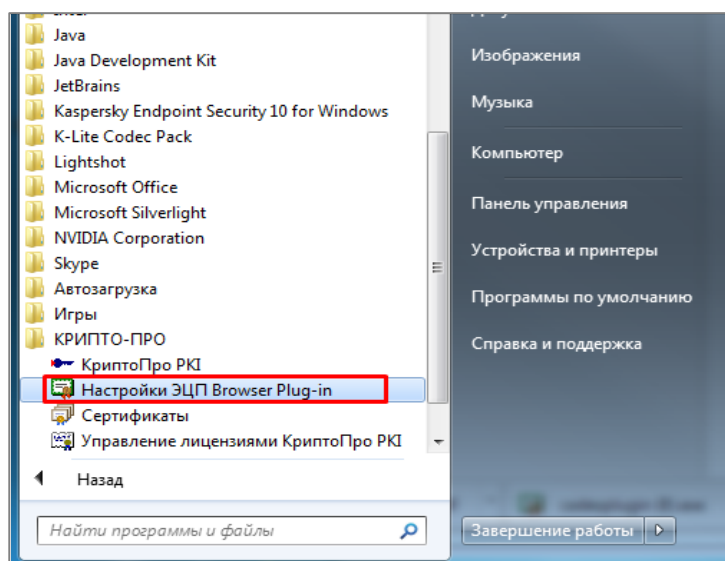 Java
Java Development Kit
JetBrains
Kaspersky Endpoint Security 10 for Windows
K-Lite Codec Pack
Lightshot
Microsoft Office
Microsoft Silverlight
NVIDIA Corporation
Skype
Автозагрузка
Игры
КРИПТО-ПРО
КриптоПро PKI
Настройки ЭЦП Browser Plug-in
Сертификаты
Управление лицензиями КриптоПро PKI
Назад
Найти программы и файлы
Изображения
Музыка
Компьютер
Панель управления
Устройства и принтеры
Программы по умолчанию
Справка и поддержка
Завершение работы